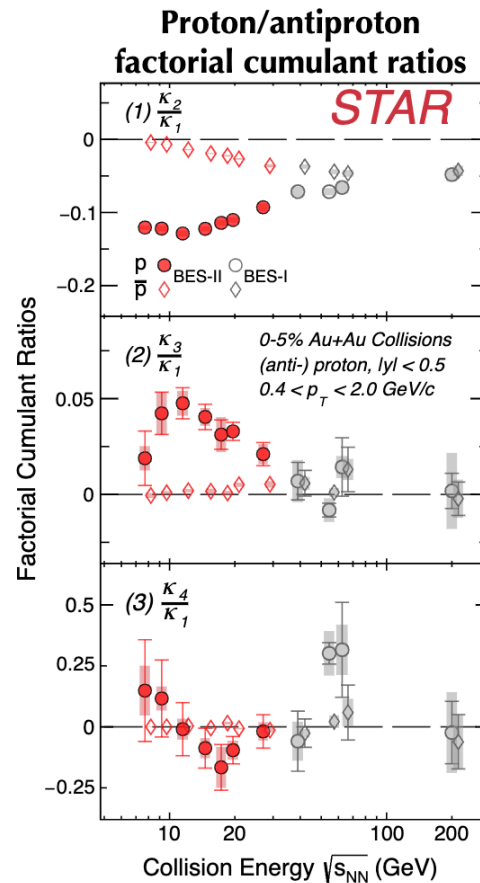 Proton/antiproton
factorial cumulant ratios
(1) κ2/κ1
STAR
0
−0.1
−0.2
p BES-II BES-I
p̅
(2) κ3/κ1
0-5% Au+Au Collisions
(anti-) proton, |y| < 0.5
0.4 < pT < 2.0 GeV/c
0.05
0
Factorial Cumulant Ratios
(3) κ4/κ1
0.5
0.25
0
−0.25
10 20 100 200
Collision Energy √sNN (GeV)